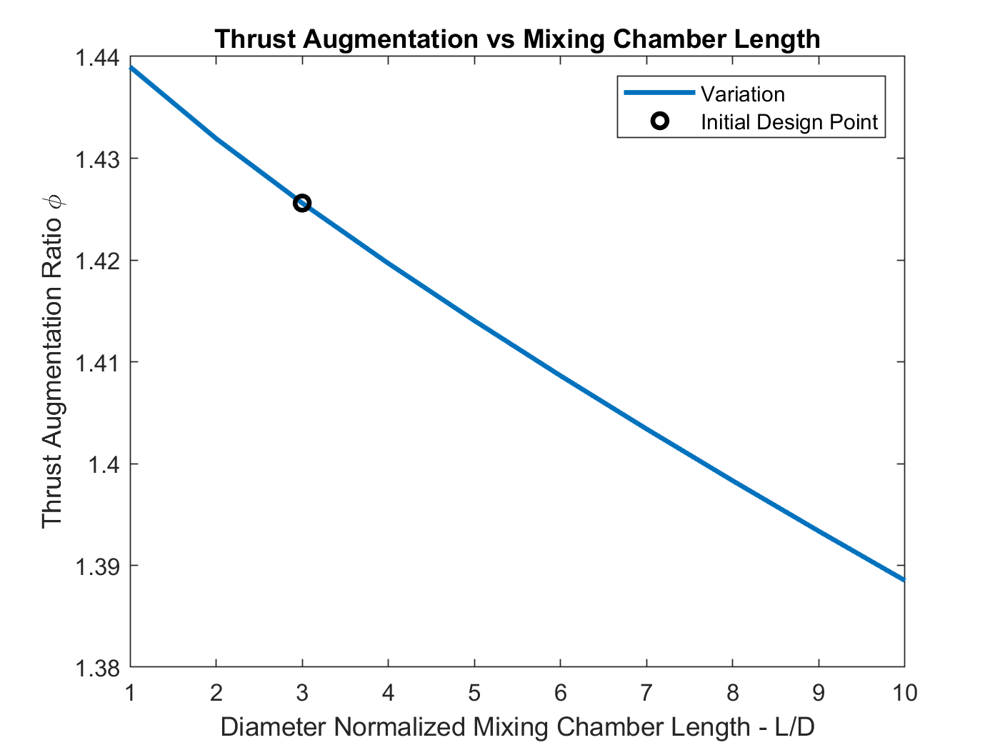 Thrust Augmentation vs Mixing Chamber Length
1.44
1.43
1.42
1.41
1.4
1.39
1.38
Thrust Augmentation Ratio ϕ
Variation
Initial Design Point
1 2 3 4 5 6 7 8 9 10
Diameter Normalized Mixing Chamber Length - L/D